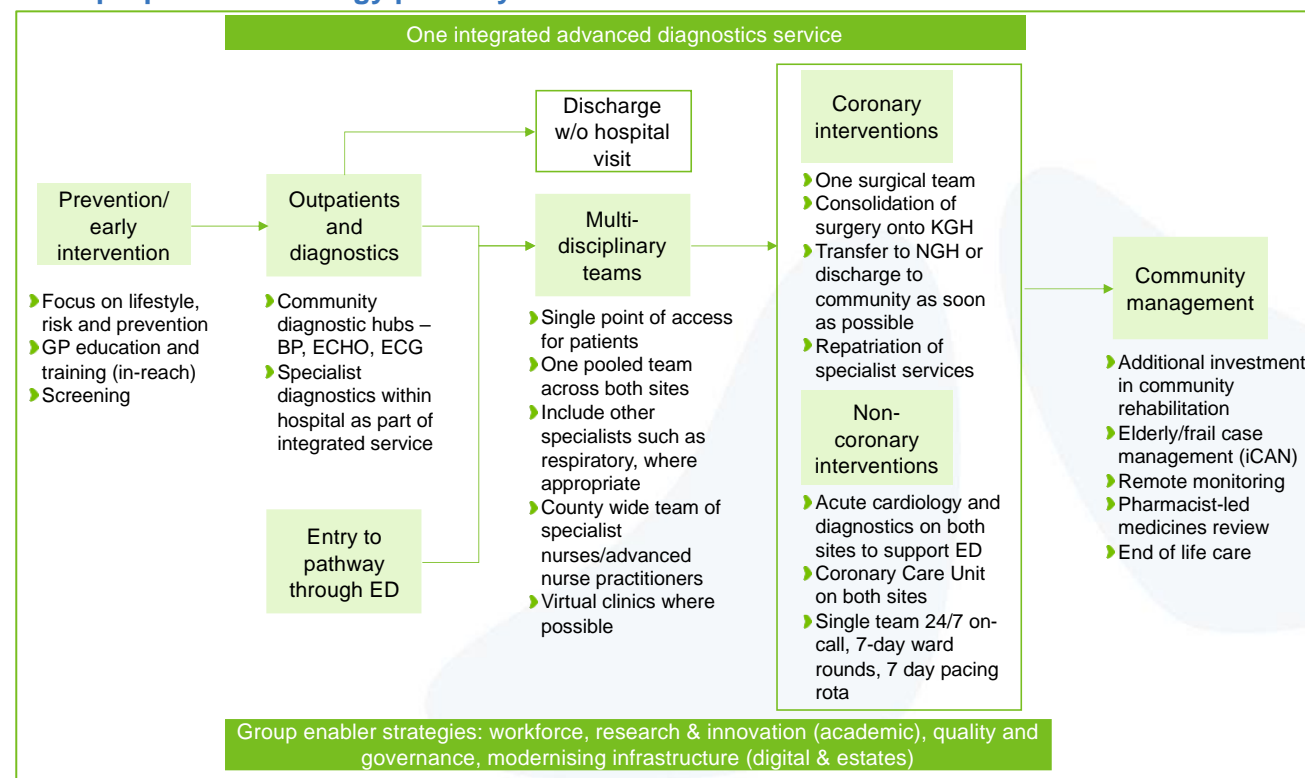 One integrated advanced diagnostics service
Discharge
w/o hospital
visit
Prevention/
early
intervention
❥Focus on lifestyle,
risk and prevention
❥GP education and
training (in-reach)
❥Screening
Outpatients
and
diagnostics
❥Community
diagnostic hubs –
BP, ECHO, ECG
❥Specialist
diagnostics within
hospital as part of
integrated service
Entry to
pathway
through ED
Multi-
disciplinary
teams
❥Single point of access
for patients
❥One pooled team
across both sites
❥Include other
specialists such as
respiratory, where
appropriate
❥County wide team of
specialist
nurses/advanced
nurse practitioners
❥Virtual clinics where
possible
Coronary
interventions
❥One surgical team
❥Consolidation of
surgery onto KGH
❥Transfer to NGH or
discharge to
community as soon
as possible
❥Repatriation of
specialist services
Non-
coronary
interventions
❥Acute cardiology and
diagnostics on both
sites to support ED
❥Coronary Care Unit
on both sites
❥Single team 24/7 on-
call, 7-day ward
rounds, 7 day pacing
rota
Community
management
❥Additional investment
in community
rehabilitation
❥Elderly/frail case
management (iCAN)
❥Remote monitoring
❥Pharmacist-led
medicines review
❥End of life care
Group enabler strategies: workforce, research & innovation (academic), quality and
governance, modernising infrastructure (digital & estates)